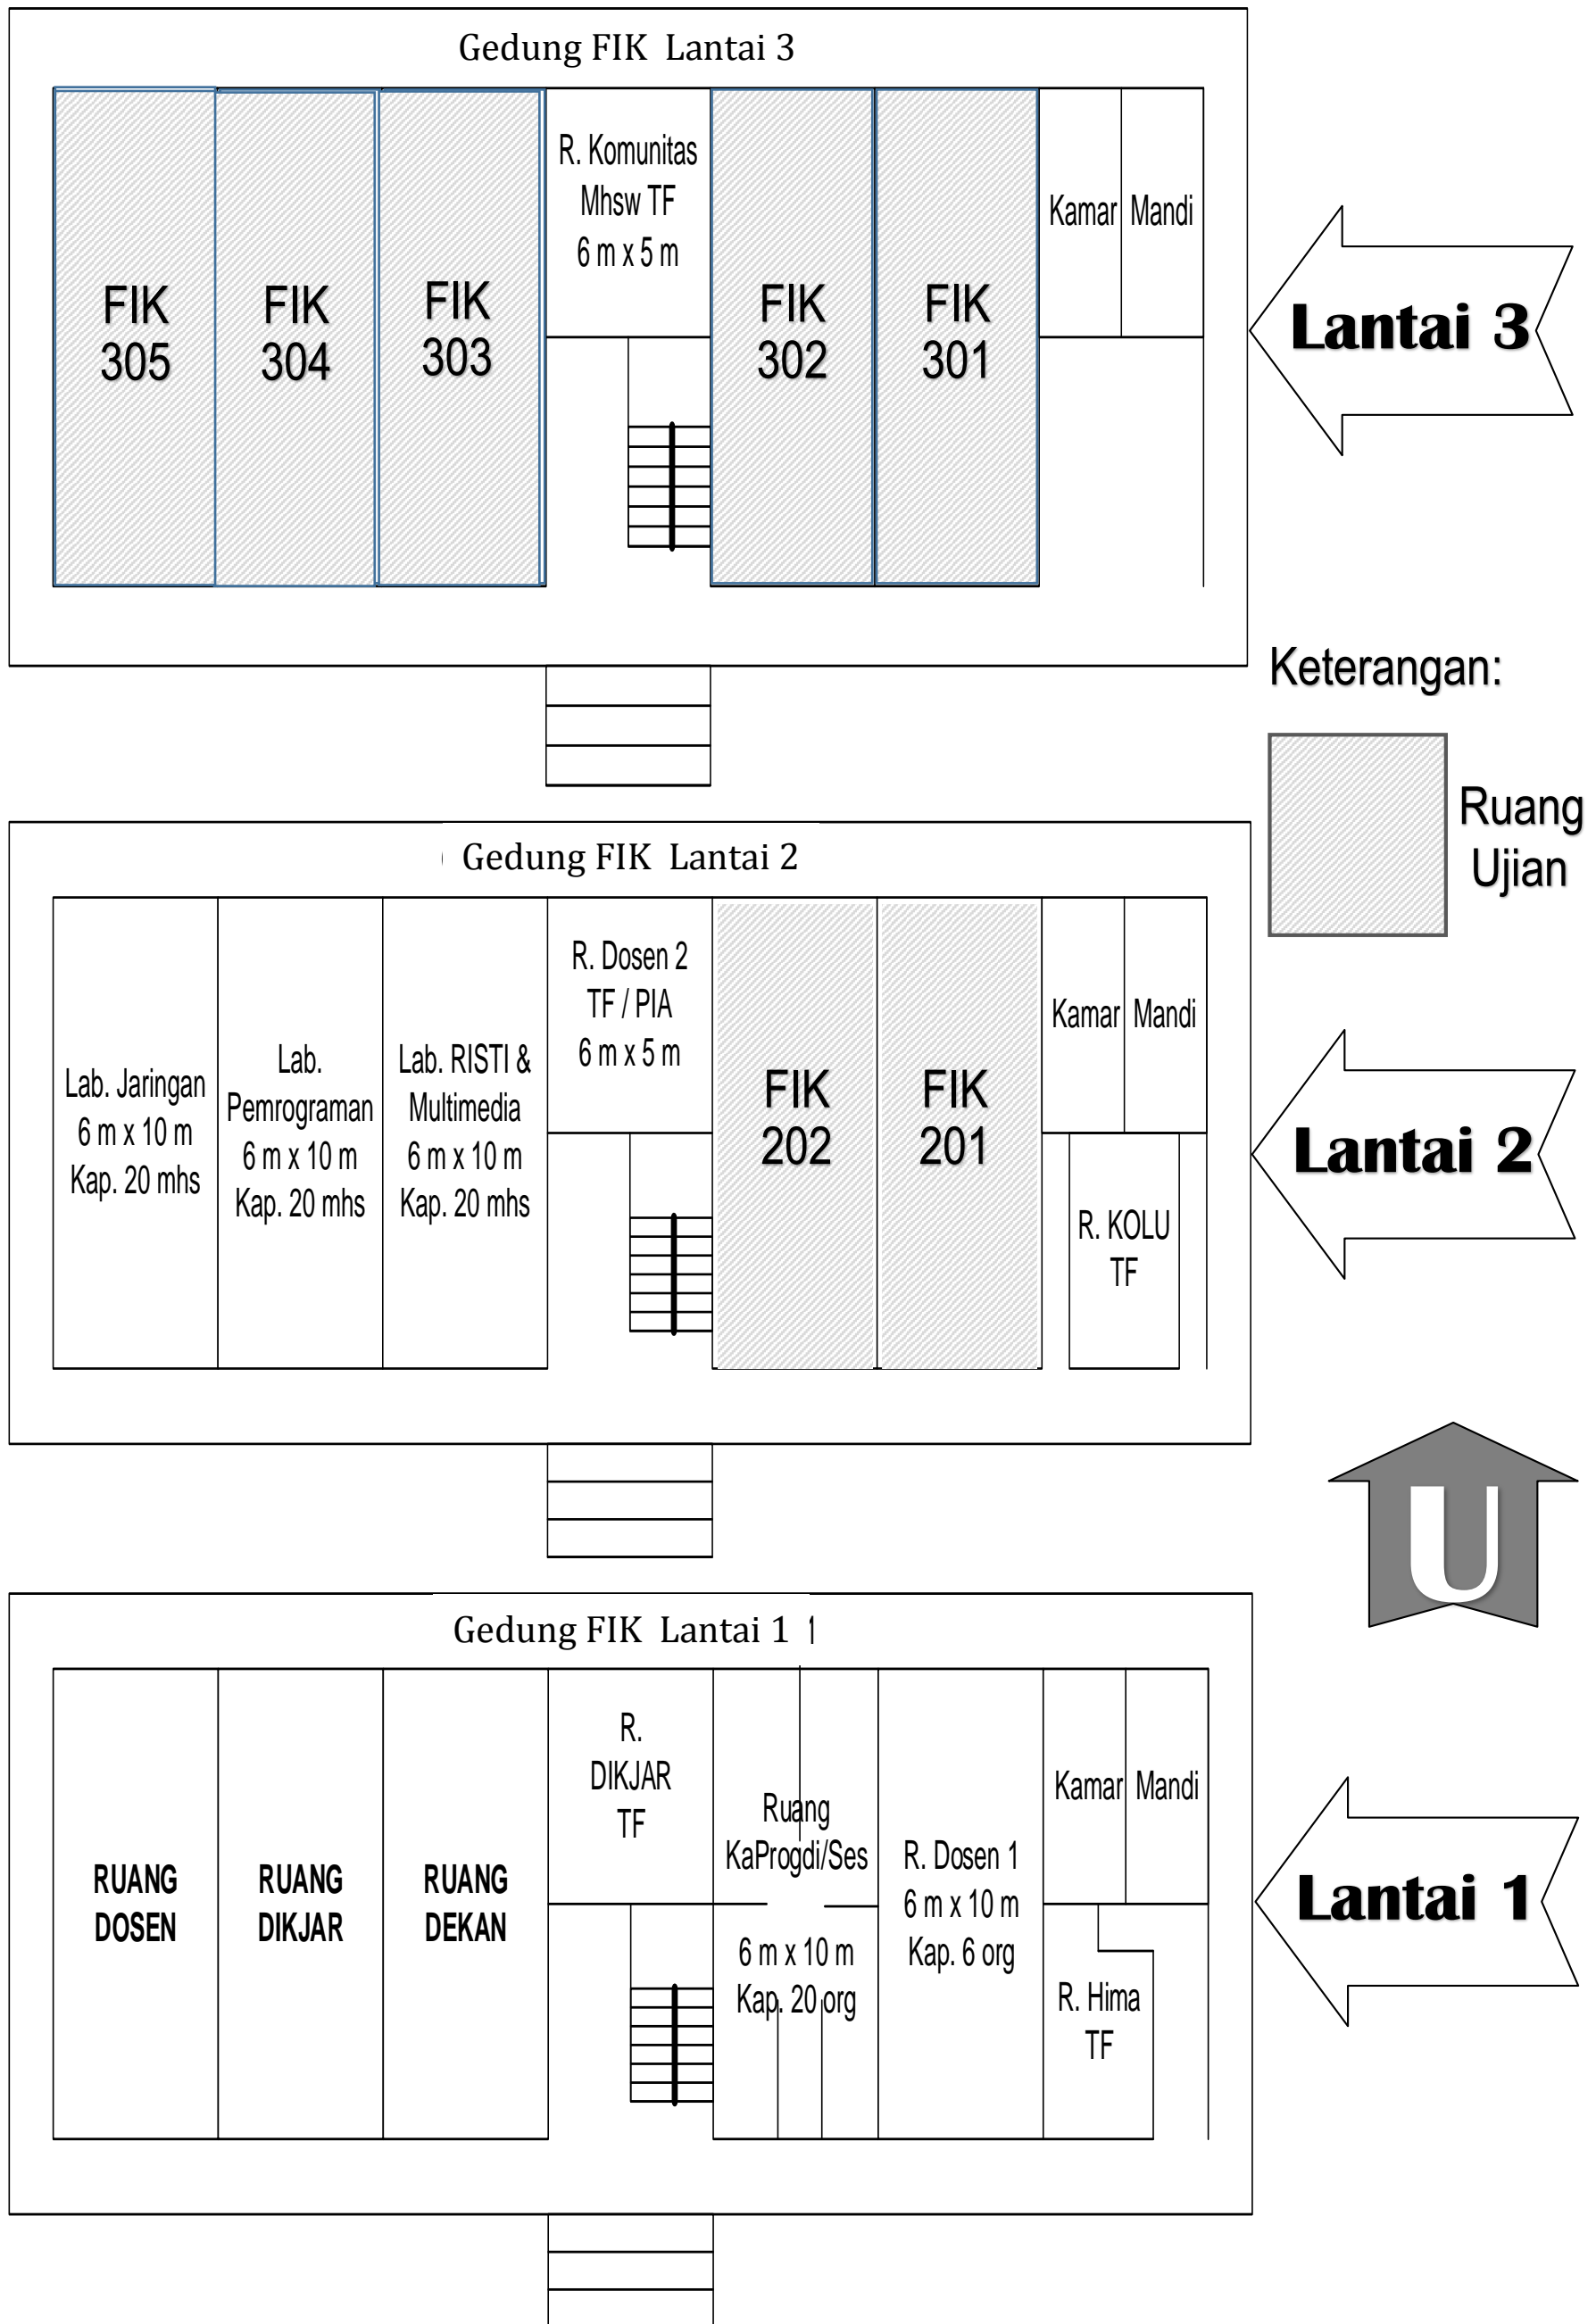 Gedung FIK Lantai 3
FIK
305
FIK
304
FIK
303
R. Komunitas
Mhsw TF
6 m x 5 m
FIK
302
FIK
301
Kamar
Mandi
Lantai 3
Keterangan:
Ruang
Ujian
Gedung FIK Lantai 2
Lab. Jaringan
6 m x 10 m
Kap. 20 mhs
Lab.
Pemrograman
6 m x 10 m
Kap. 20 mhs
Lab. RISTI &
Multimedia
6 m x 10 m
Kap. 20 mhs
R. Dosen 2
TF / PIA
6 m x 5 m
FIK
202
FIK
201
Kamar
Mandi
R. KOLU
TF
Lantai 2
U
Gedung FIK Lantai 1 1
RUANG
DOSEN
RUANG
DIKJAR
RUANG
DEKAN
R.
DIKJAR
TF
Ruang
KaProgdi/Ses
6 m x 10 m
Kap. 20 org
R. Dosen 1
6 m x 10 m
Kap. 6 org
Kamar
Mandi
R. Hima
TF
Lantai 1